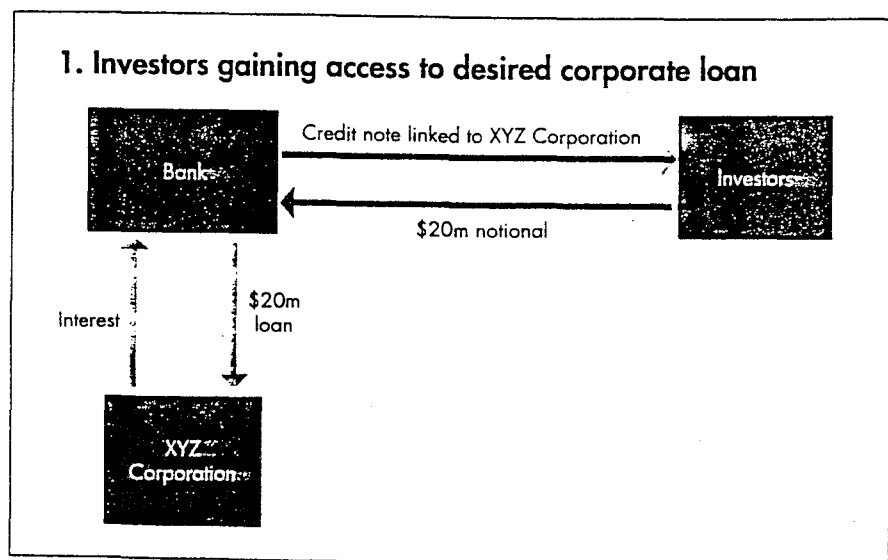 1. Investors gaining access to desired corporate loan
Bank
Credit note linked to XYZ Corporation
Investors
$20m notional
Interest
$20m
loan
XYZ
Corporation